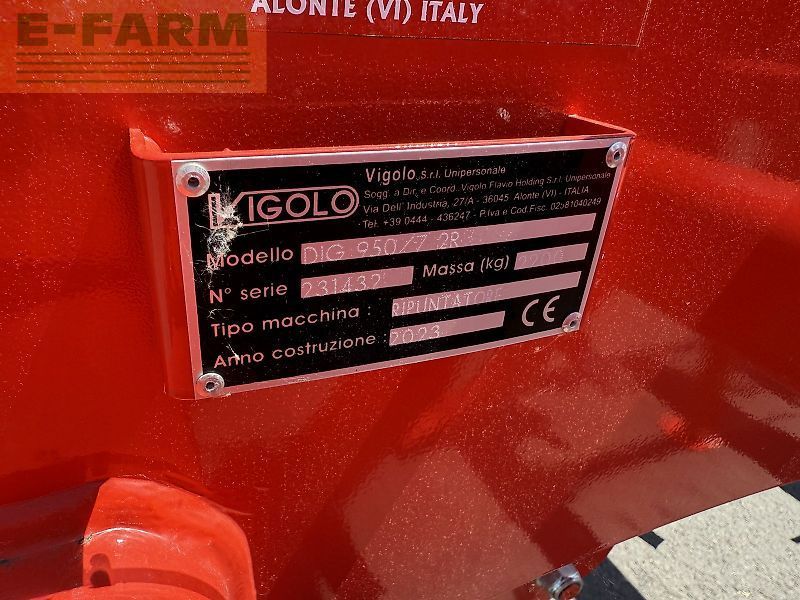 ALONTE (VI) ITALY
E-FARM
VIGOLO
Vigolo S.r.l. Unipersonale
Sogg. a Dir. e Coord. Vigolo Flavio Holding S.r.l. Unipersonale
Via Dell' Industria, 27/A - 36045 Alonte (VI) - ITALIA
Tel. +39 0444 - 436247 - P.Iva e Cod.Fisc. 02581040249
Modello DIG 950/7 2R
N° serie 231432 Massa (kg) 2200
Tipo macchina : RIPUNTATORE
Anno costruzione : 2023
CE